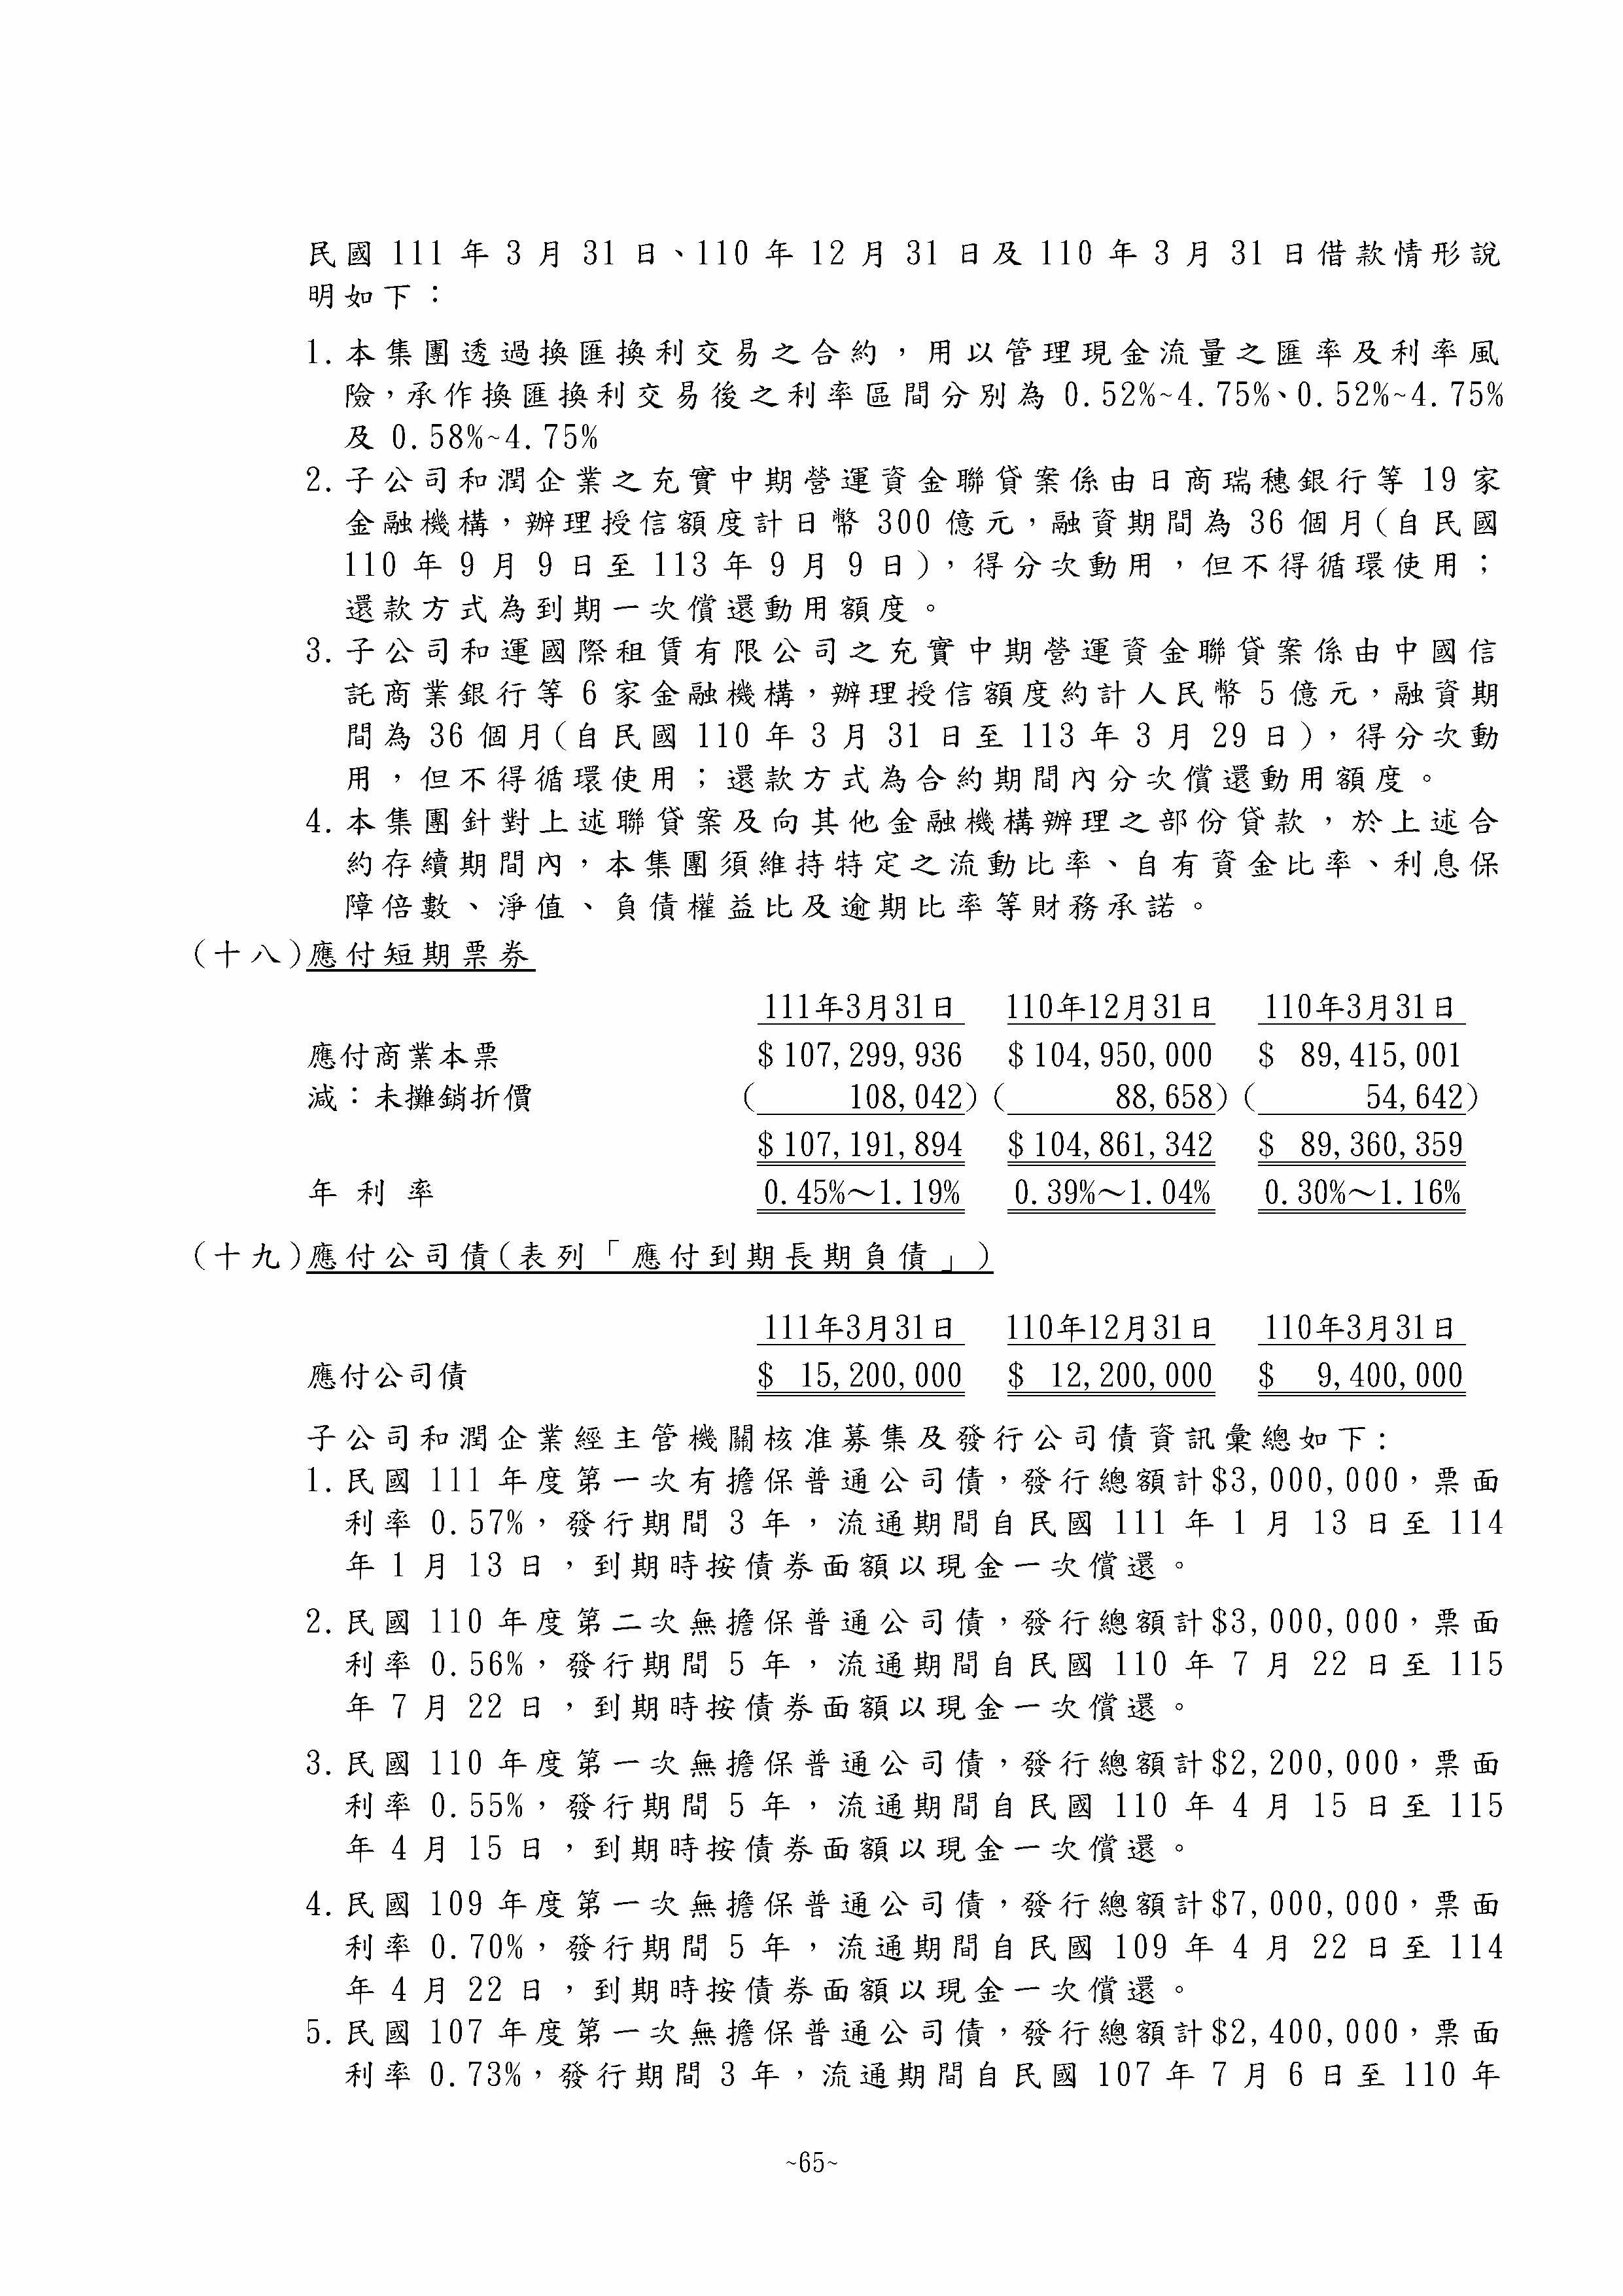 民國 111 年 3 月 31 日、110 年 12 月 31 日及 110 年 3 月 31 日借款情形說
明如下：
1.本集團透過換匯換利交易之合約，用以管理現金流量之匯率及利率風
險，承作換匯換利交易後之利率區間分別為 0.52%~4.75%、0.52%~4.75%
及 0.58%~4.75%
2.子公司和潤企業之充實中期營運資金聯貸案係由日商瑞穗銀行等 19 家
金融機構，辦理授信額度計日幣 300 億元，融資期間為 36 個月(自民國
110 年 9 月 9 日至 113 年 9 月 9 日)，得分次動用，但不得循環使用；
還款方式為到期一次償還動用額度。
3.子公司和運國際租賃有限公司之充實中期營運資金聯貸案係由中國信
託商業銀行等 6 家金融機構，辦理授信額度約計人民幣 5 億元，融資期
間為 36 個月(自民國 110 年 3 月 31 日至 113 年 3 月 29 日)，得分次動
用，但不得循環使用；還款方式為合約期間內分次償還動用額度。
4.本集團針對上述聯貸案及向其他金融機構辦理之部份貸款，於上述合
約存續期間內，本集團須維持特定之流動比率、自有資金比率、利息保
障倍數、淨值、負債權益比及逾期比率等財務承諾。
(十八)應付短期票券
111年3月31日 110年12月31日 110年3月31日
應付商業本票 $ 107,299,936 $ 104,950,000 $ 89,415,001
減：未攤銷折價 ( 108,042) ( 88,658) ( 54,642)
$ 107,191,894 $ 104,861,342 $ 89,360,359
年 利 率 0.45%～1.19% 0.39%～1.04% 0.30%～1.16%
(十九)應付公司債(表列「應付到期長期負債」)
111年3月31日 110年12月31日 110年3月31日
應付公司債 $ 15,200,000 $ 12,200,000 $ 9,400,000
子公司和潤企業經主管機關核准募集及發行公司債資訊彙總如下:
1.民國 111 年度第一次有擔保普通公司債，發行總額計$3,000,000，票面
利率 0.57%，發行期間 3 年，流通期間自民國 111 年 1 月 13 日至 114
年 1 月 13 日，到期時按債券面額以現金一次償還。
2.民國 110 年度第二次無擔保普通公司債，發行總額計$3,000,000，票面
利率 0.56%，發行期間 5 年，流通期間自民國 110 年 7 月 22 日至 115
年 7 月 22 日，到期時按債券面額以現金一次償還。
3.民國 110 年度第一次無擔保普通公司債，發行總額計$2,200,000，票面
利率 0.55%，發行期間 5 年，流通期間自民國 110 年 4 月 15 日至 115
年 4 月 15 日，到期時按債券面額以現金一次償還。
4.民國 109 年度第一次無擔保普通公司債，發行總額計$7,000,000，票面
利率 0.70%，發行期間 5 年，流通期間自民國 109 年 4 月 22 日至 114
年 4 月 22 日，到期時按債券面額以現金一次償還。
5.民國 107 年度第一次無擔保普通公司債，發行總額計$2,400,000，票面
利率 0.73%，發行期間 3 年，流通期間自民國 107 年 7 月 6 日至 110 年
~65~